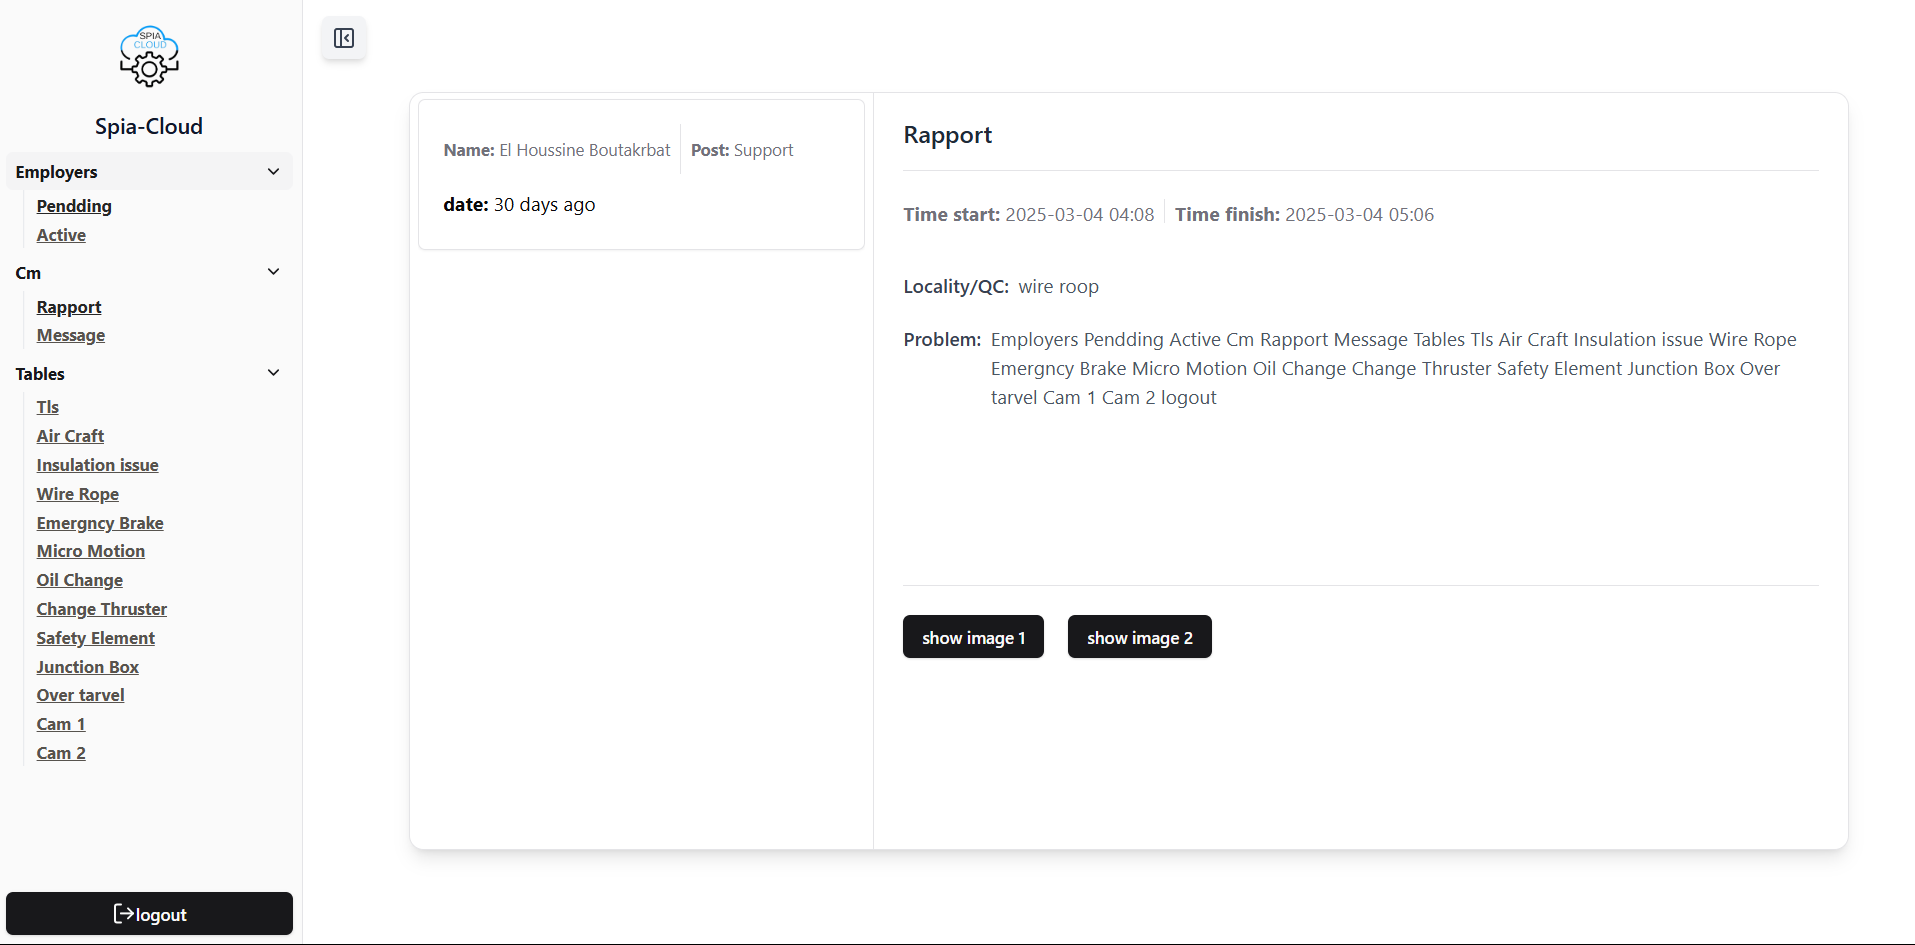 SPIA
CLOUD
Spia-Cloud
Employers
Pendding
Active
Cm
Rapport
Message
Tables
Tls
Air Craft
Insulation issue
Wire Rope
Emergncy Brake
Micro Motion
Oil Change
Change Thruster
Safety Element
Junction Box
Over tarvel
Cam 1
Cam 2
logout
Name: El Houssine Boutakrbat
Post: Support
date: 30 days ago
Rapport
Time start: 2025-03-04 04:08
Time finish: 2025-03-04 05:06
Locality/QC: wire roop
Problem: Employers Pendding Active Cm Rapport Message Tables Tls Air Craft Insulation issue Wire Rope
Emergncy Brake Micro Motion Oil Change Change Thruster Safety Element Junction Box Over
tarvel Cam 1 Cam 2 logout
show image 1
show image 2